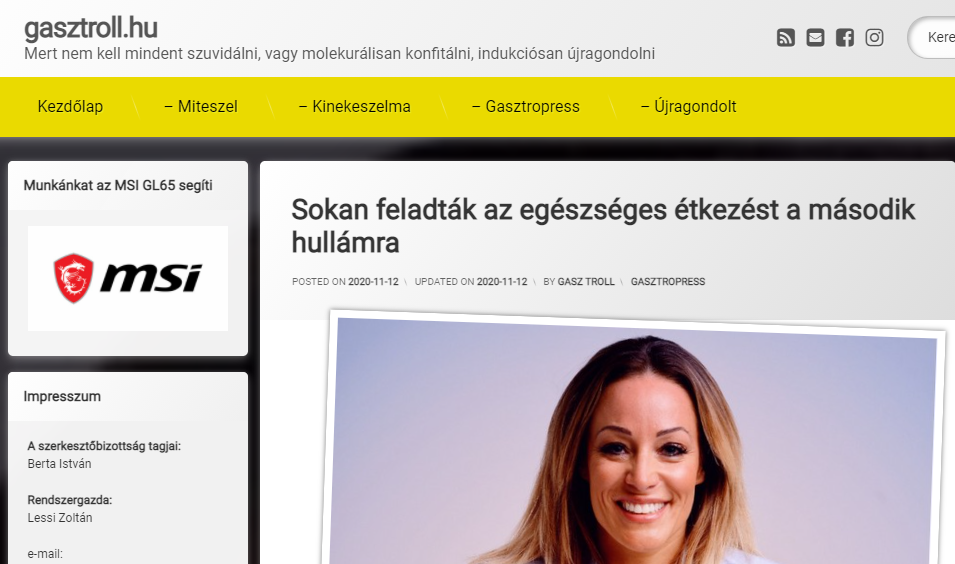 gasztroll.hu
Mert nem kell mindent szuvidálni, vagy molekurálisan konfitálni, indukciósan újragondolni
Kere
Kezdőlap
– Miteszel
– Kinekeszelma
– Gasztropress
– Újragondolt
Munkánkat az MSI GL65 segíti
msi
Impresszum
A szerkesztőbizottság tagjai:
Berta István
Rendszergazda:
Lessi Zoltán
e-mail:
Sokan feladták az egészséges étkezést a második
hullámra
POSTED ON 2020-11-12 \ UPDATED ON 2020-11-12 \ BY GASZ TROLL \ GASZTROPRESS